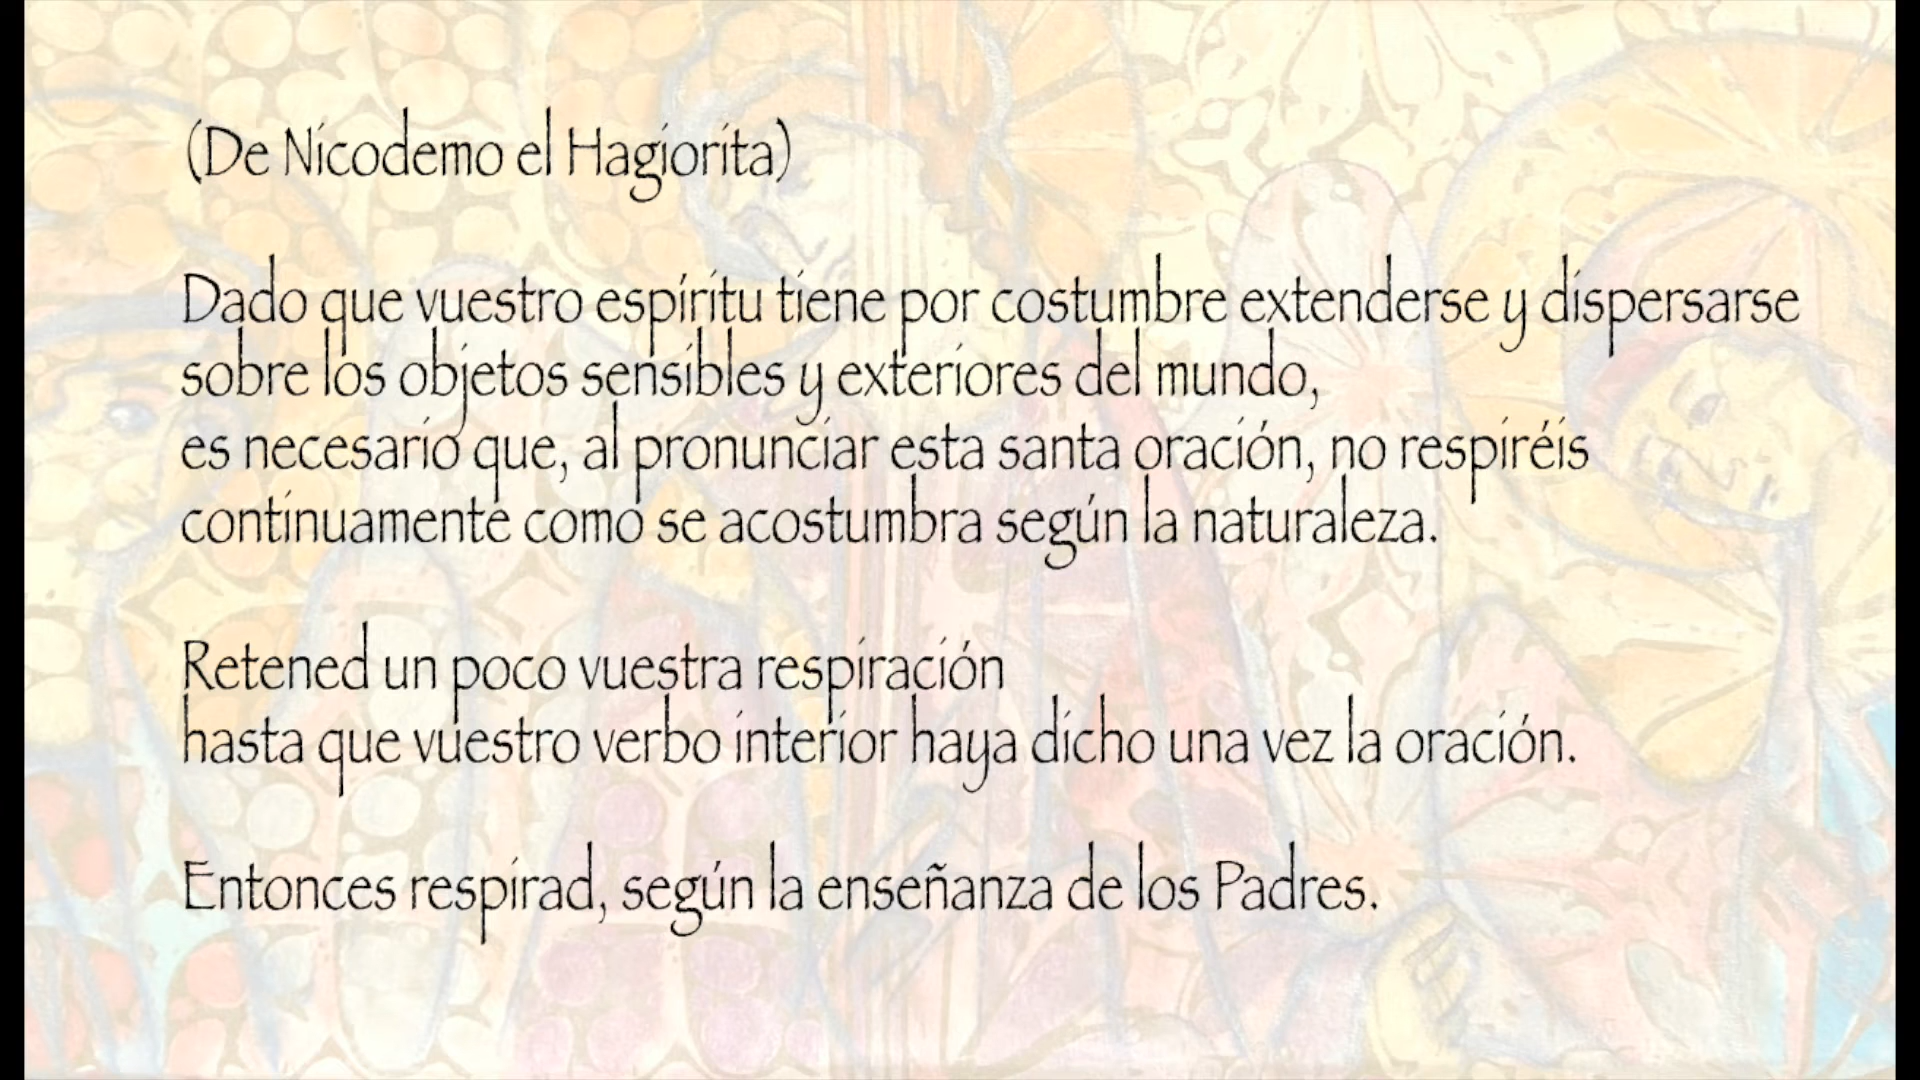 (De Nicodemo el Hagiorita)
Dado que vuestro espíritu tiene por costumbre extenderse y dispersarse
sobre los objetos sensibles y exteriores del mundo,
es necesario que, al pronunciar esta santa oración, no respiréis
continuamente como se acostumbra según la naturaleza.
Retened un poco vuestra respiración
hasta que vuestro verbo interior haya dicho una vez la oración.
Entonces respirad, según la enseñanza de los Padres.